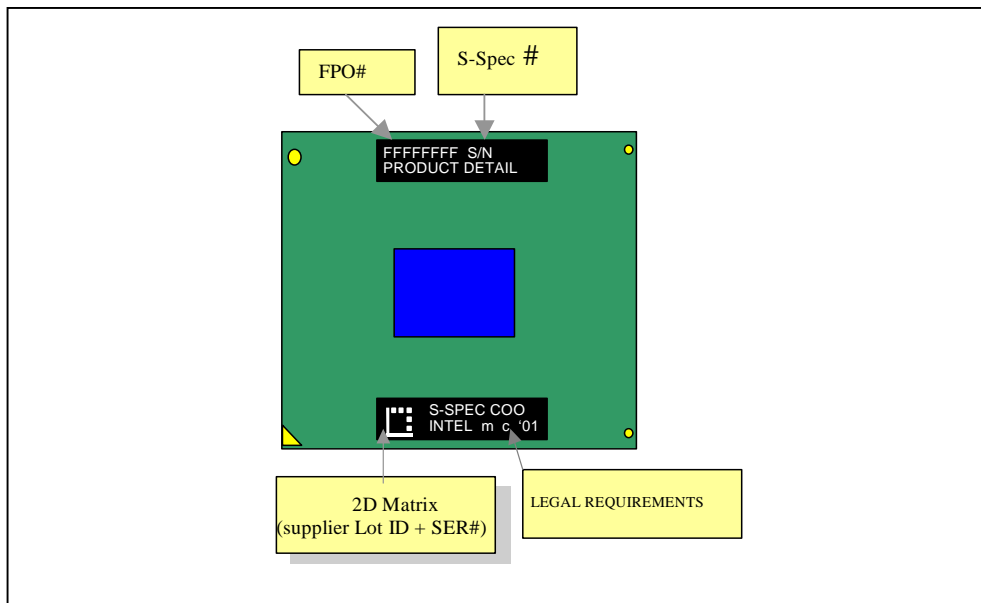 FPO#
S-Spec #
FFFFFFFF S/N
PRODUCT DETAIL
S-SPEC COO
INTEL m c '01
2D Matrix
(supplier Lot ID + SER#)
LEGAL REQUIREMENTS